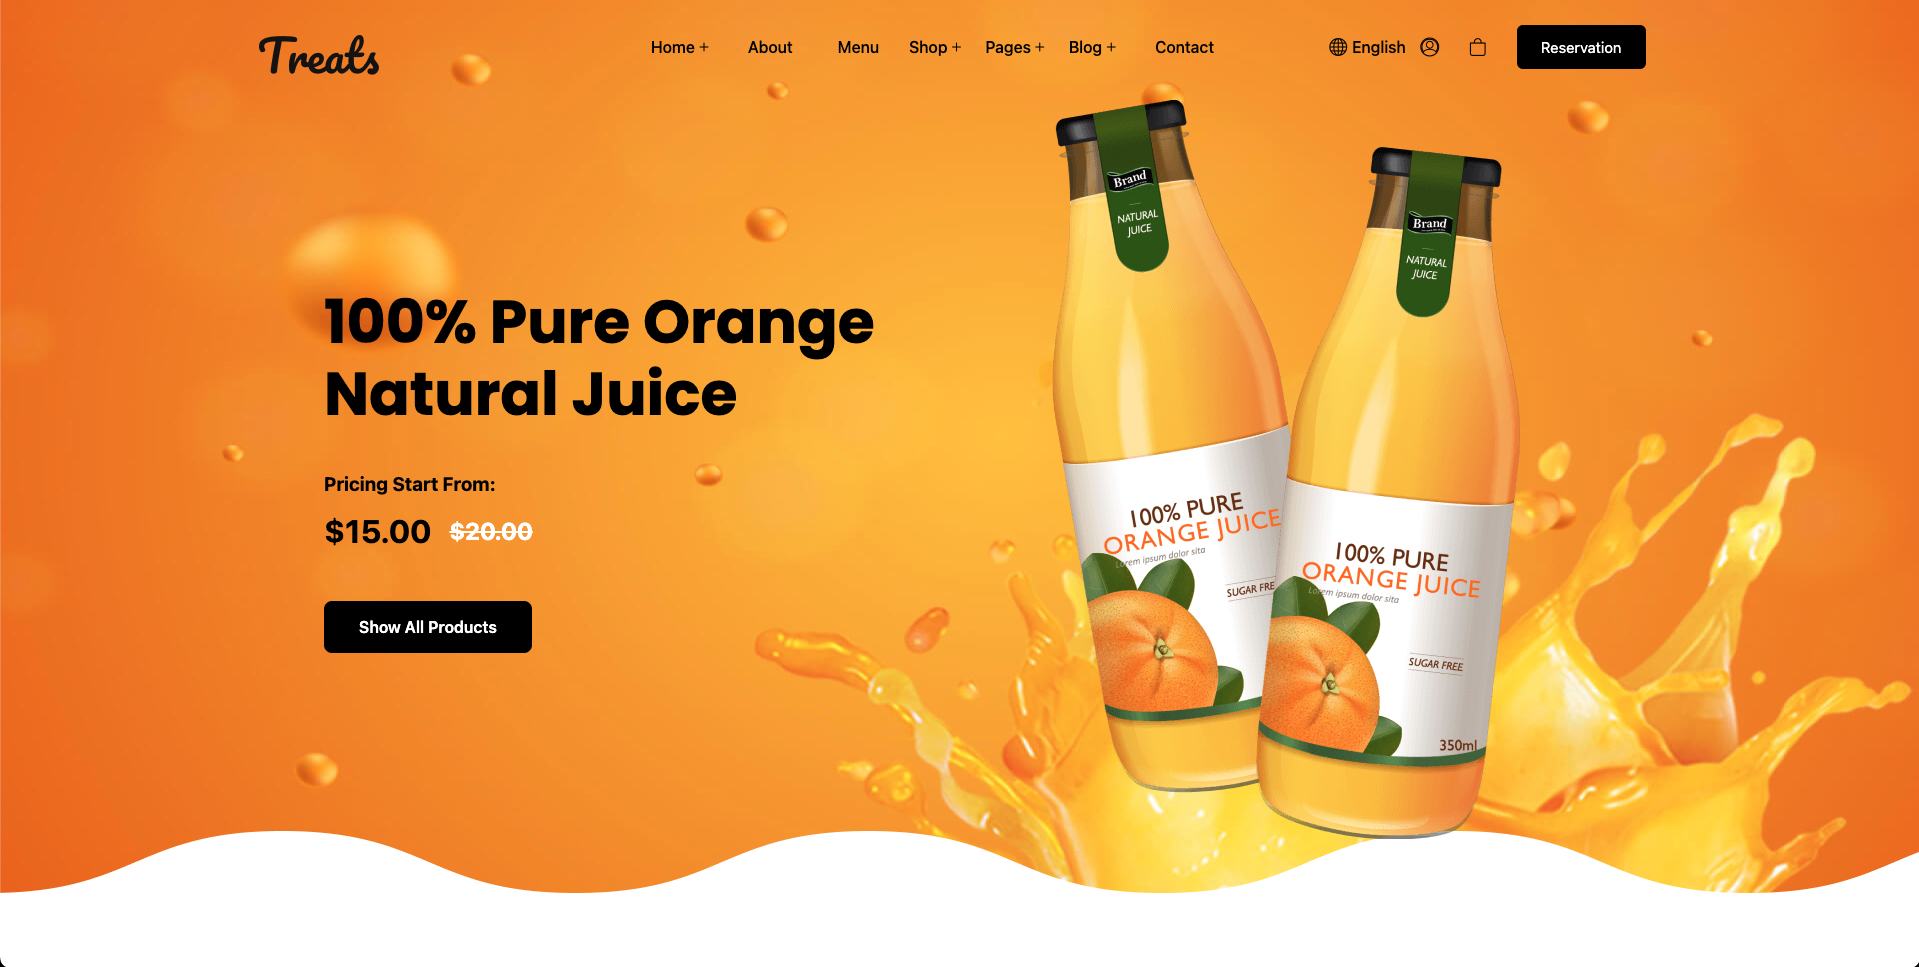 Treats
Home + About Menu Shop + Pages + Blog + Contact
English
Reservation
100% Pure Orange
Natural Juice
Pricing Start From:
$15.00 $20.00
Show All Products
Brand
NATURAL
JUICE
100% PURE
ORANGE JUICE
Lorem ipsum dolor sita
SUGAR FRE
Brand
NATURAL
JUICE
100% PURE
ORANGE JUICE
Lorem ipsum dolor sita
SUGAR FREE
350ml